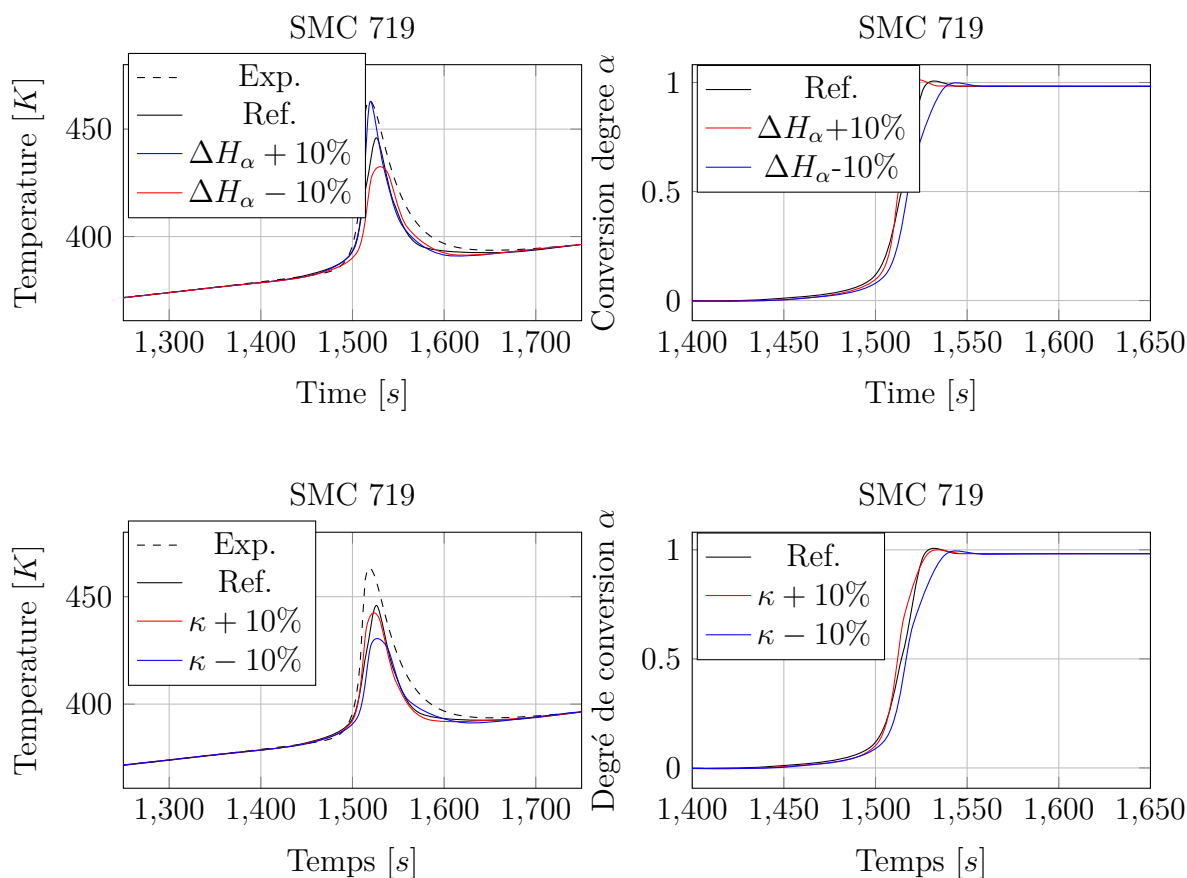 SMC 719
Temperature [K]
450
400
Exp.
Ref.
ΔHα + 10%
ΔHα − 10%
1,300 1,400 1,500 1,600 1,700
Time [s]
SMC 719
Conversion degree α
1
0.5
0
Ref.
ΔHα+10%
ΔHα-10%
1,400 1,450 1,500 1,550 1,600 1,650
Time [s]
SMC 719
Temperature [K]
450
400
Exp.
Ref.
κ + 10%
κ − 10%
1,300 1,400 1,500 1,600 1,700
Temps [s]
SMC 719
Degré de conversion α
1
0.5
0
Ref.
κ + 10%
κ − 10%
1,400 1,450 1,500 1,550 1,600 1,650
Temps [s]